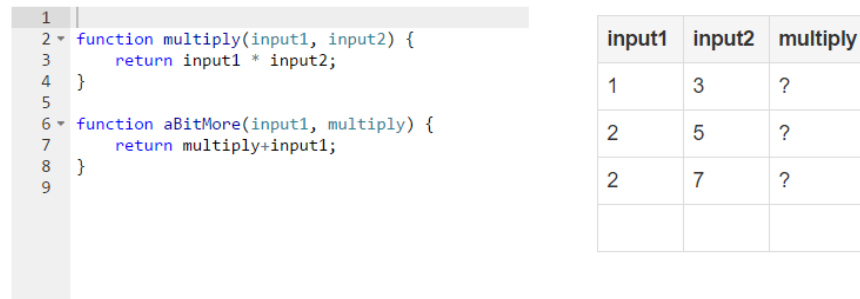 1
2 function multiply(input1, input2) {
3 return input1 * input2;
4 }
5
6 function aBitMore(input1, multiply) {
7 return multiply+input1;
8 }
9
input1 input2 multiply
1 3 ?
2 5 ?
2 7 ?